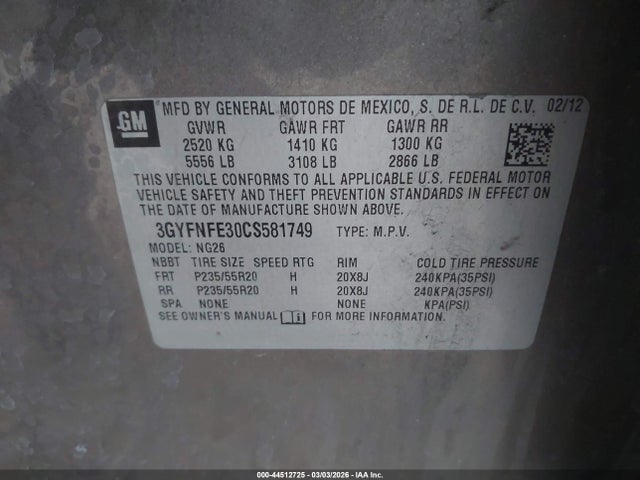 GM
MFD BY GENERAL MOTORS DE MEXICO, S. DE R.L. DE C.V. 02/12
GVWR GAWR FRT GAWR RR
2520 KG 1410 KG 1300 KG
5556 LB 3108 LB 2866 LB
THIS VEHICLE CONFORMS TO ALL APPLICABLE U.S. FEDERAL MOTOR
VEHICLE SAFETY AND THEFT PREVENTION STANDARDS IN EFFECT ON
THE DATE OF MANUFACTURE SHOWN ABOVE.
3GYFNFE30CS581749 TYPE: M.P.V.
MODEL: NG26
NBBT TIRE SIZE SPEED RTG RIM COLD TIRE PRESSURE
FRT P235/55R20 H 20X8J 240KPA(35PSI)
RR P235/55R20 H 20X8J 240KPA(35PSI)
SPA NONE NONE KPA(PSI)
SEE OWNER'S MANUAL FOR MORE INFORMATION.
000-44512725 - 03/03/2026 - IAA Inc.